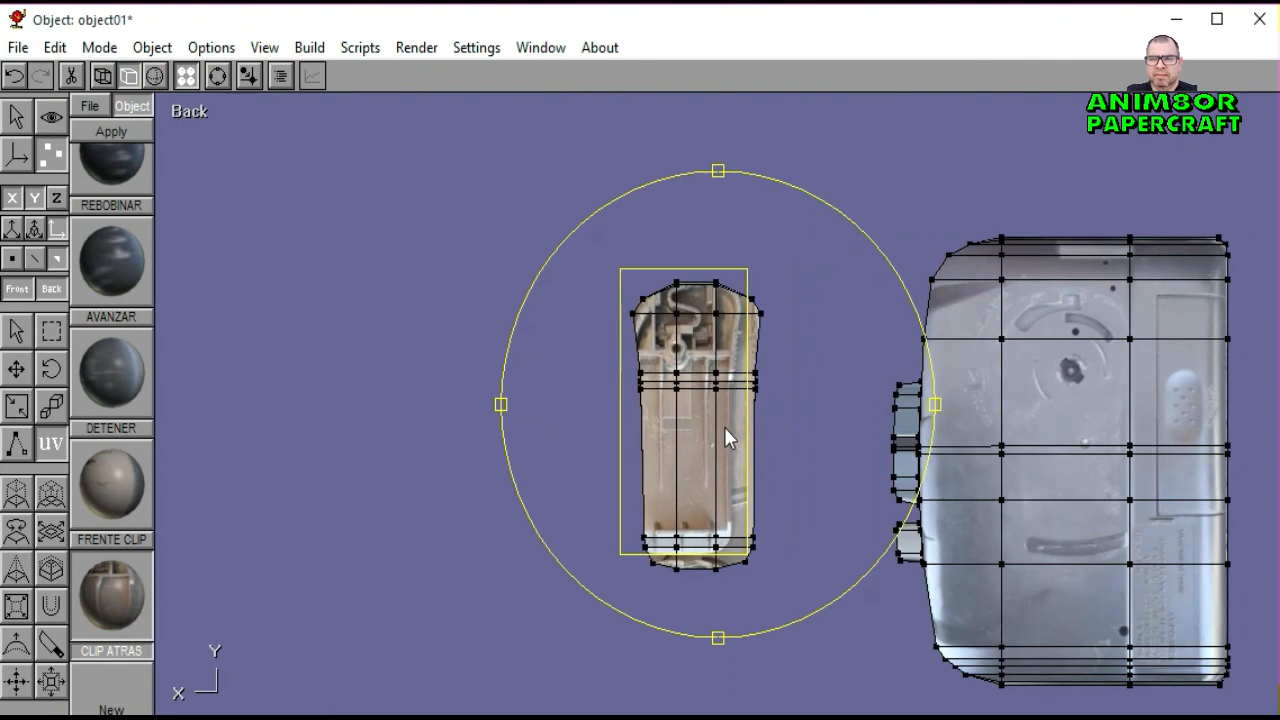 Object: object01*
File Edit Mode Object Options View Build Scripts Render Settings Window About
ANIM8OR
PAPERCRAFT
File Object
Back
Apply
X Y Z
REBOBINAR
Front Back
AVANZAR
DETENER
UV
FRENTE CLIP
CLIP ATRAS
New
Y
X